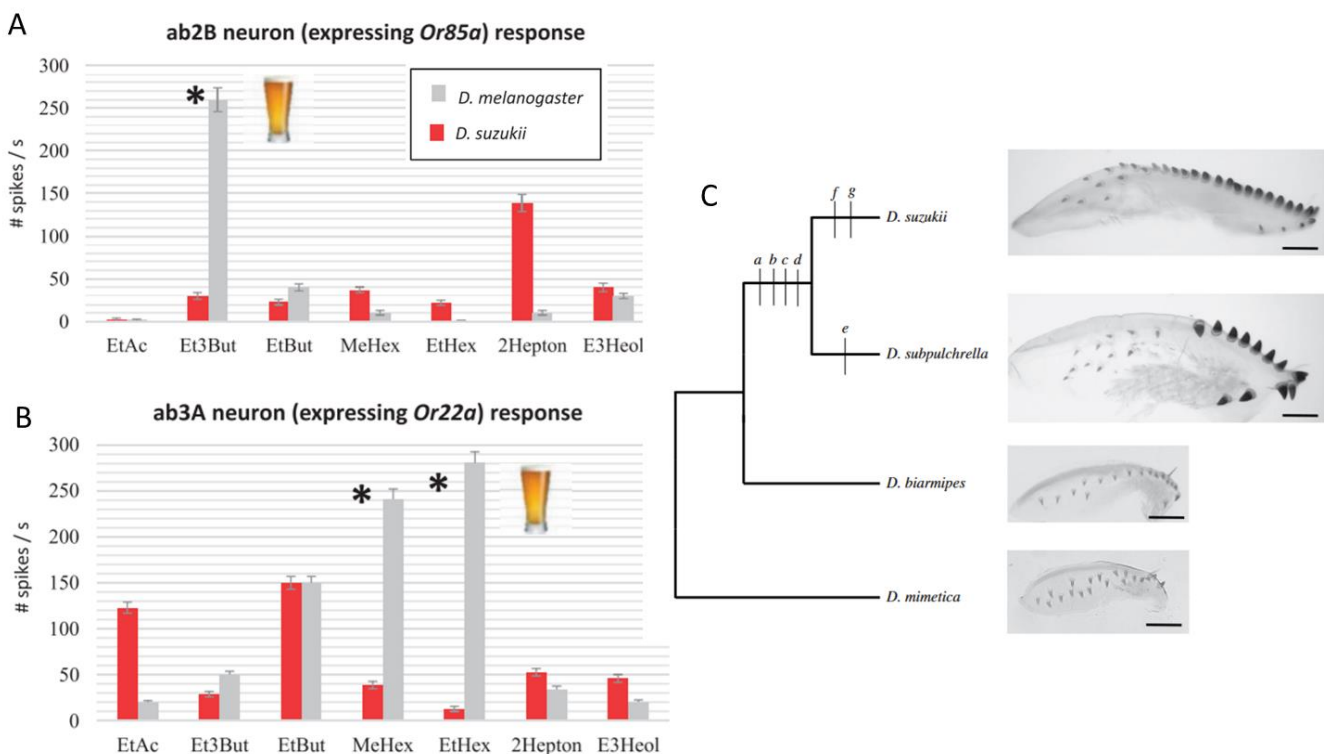 A
ab2B neuron (expressing Or85a) response
# spikes / s
300
250
200
150
100
50
0
*
D. melanogaster
D. suzukii
EtAc Et3But EtBut MeHex EtHex 2Hepton E3Heol
B
ab3A neuron (expressing Or22a) response
# spikes / s
300
250
200
150
100
50
0
* *
EtAc Et3But EtBut MeHex EtHex 2Hepton E3Heol
C
f g
D. suzukii
a b c d
e
D. subpulchrella
D. biarmipes
D. mimetica